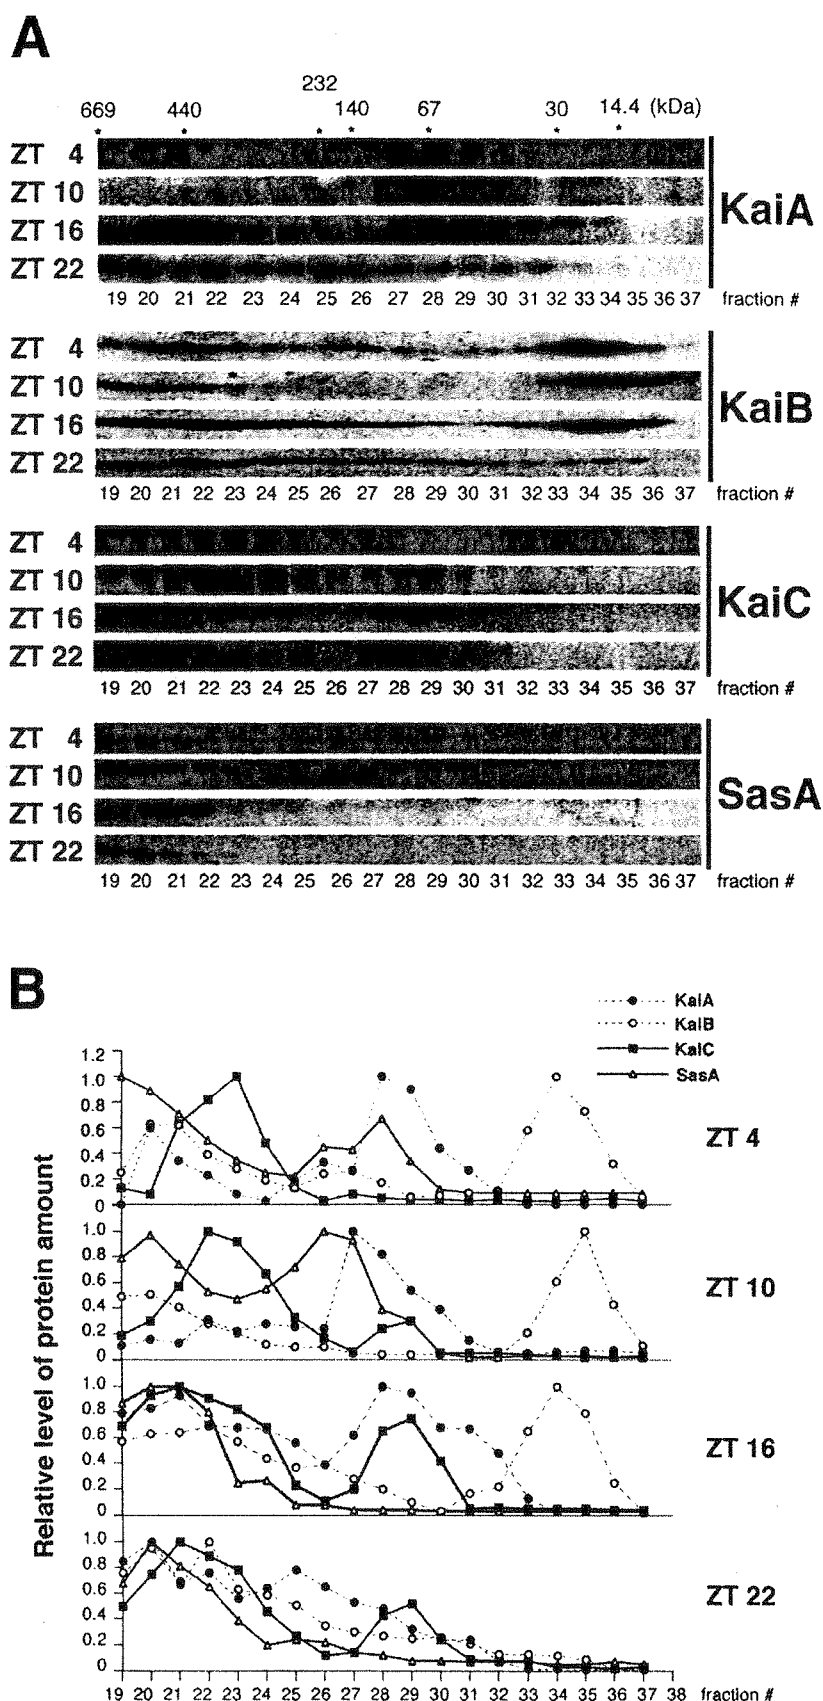 A
232
669 440 140 67 30 14.4 (kDa)
ZT 4
ZT 10
ZT 16
ZT 22
KaiA
19 20 21 22 23 24 25 26 27 28 29 30 31 32 33 34 35 36 37 fraction #
ZT 4
ZT 10
ZT 16
ZT 22
KaiB
19 20 21 22 23 24 25 26 27 28 29 30 31 32 33 34 35 36 37 fraction #
ZT 4
ZT 10
ZT 16
ZT 22
KaiC
19 20 21 22 23 24 25 26 27 28 29 30 31 32 33 34 35 36 37 fraction #
ZT 4
ZT 10
ZT 16
ZT 22
SasA
19 20 21 22 23 24 25 26 27 28 29 30 31 32 33 34 35 36 37 fraction #
B
KaiA
KaiB
KaiC
SasA
Relative level of protein amount
1.2
1.0
0.8
0.6
0.4
0.2
0
ZT 4
1.0
0.8
0.6
0.4
0.2
0
ZT 10
1.0
0.8
0.6
0.4
0.2
0
ZT 16
1.0
0.8
0.6
0.4
0.2
0
ZT 22
19 20 21 22 23 24 25 26 27 28 29 30 31 32 33 34 35 36 37 38 fraction #